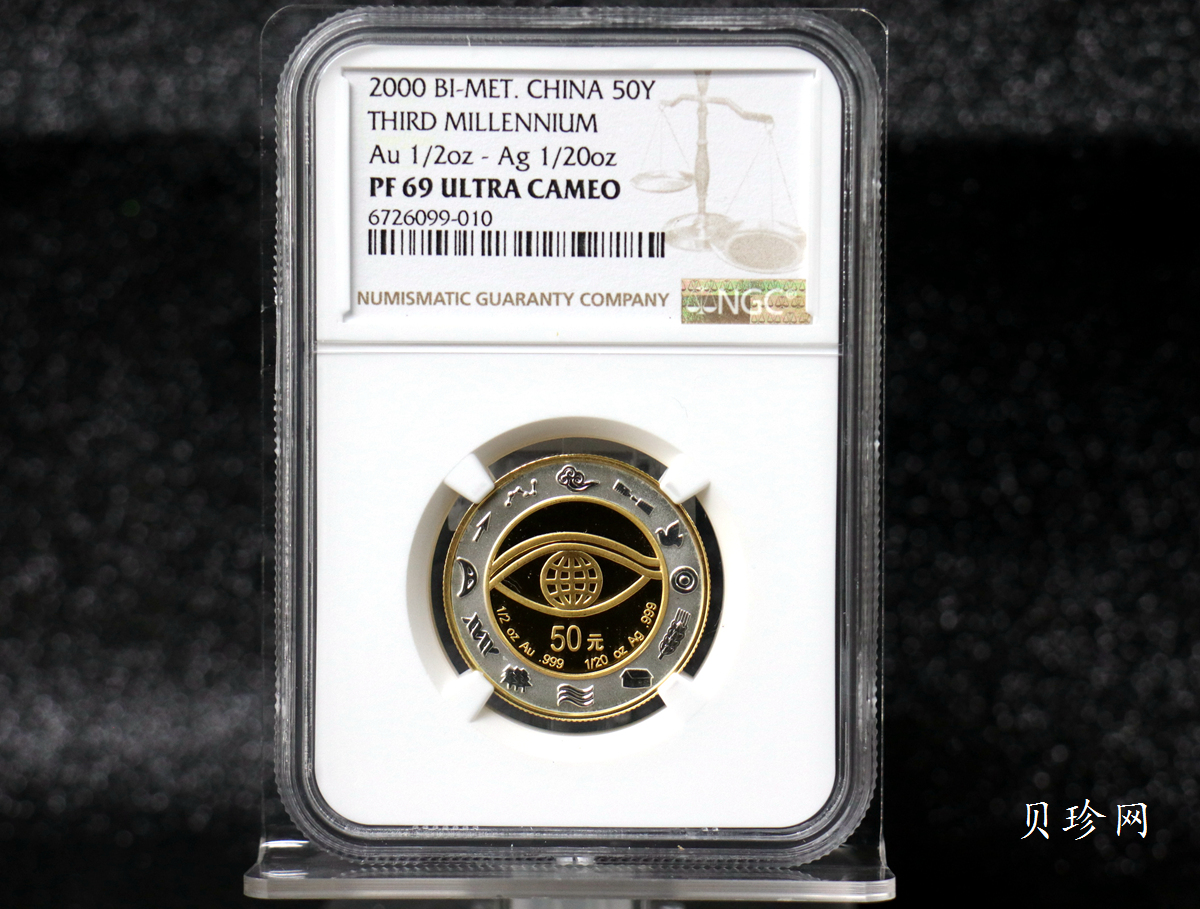 2000 BI-MET. CHINA 50Y
THIRD MILLENNIUM
Au 1/2oz - Ag 1/20oz
PF 69 ULTRA CAMEO
6726099-010
NUMISMATIC GUARANTY COMPANY
NGC
50元
1/2 oz Au .999
1/20 oz Ag .999
贝珍网